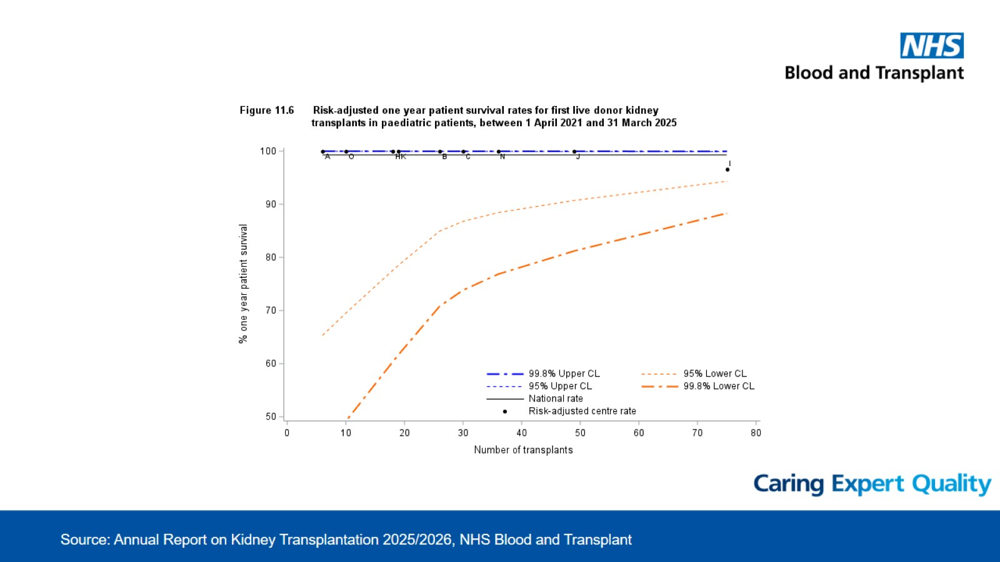 NHS
Blood and Transplant
Figure 11.6 Risk-adjusted one year patient survival rates for first live donor kidney
transplants in paediatric patients, between 1 April 2021 and 31 March 2025
% one year patient survival
100
90
80
70
60
50
A O H K B C N J
I
99.8% Upper CL 95% Lower CL
95% Upper CL 99.8% Lower CL
National rate
Risk-adjusted centre rate
0 10 20 30 40 50 60 70 80
Number of transplants
Caring Expert Quality
Source: Annual Report on Kidney Transplantation 2025/2026, NHS Blood and Transplant